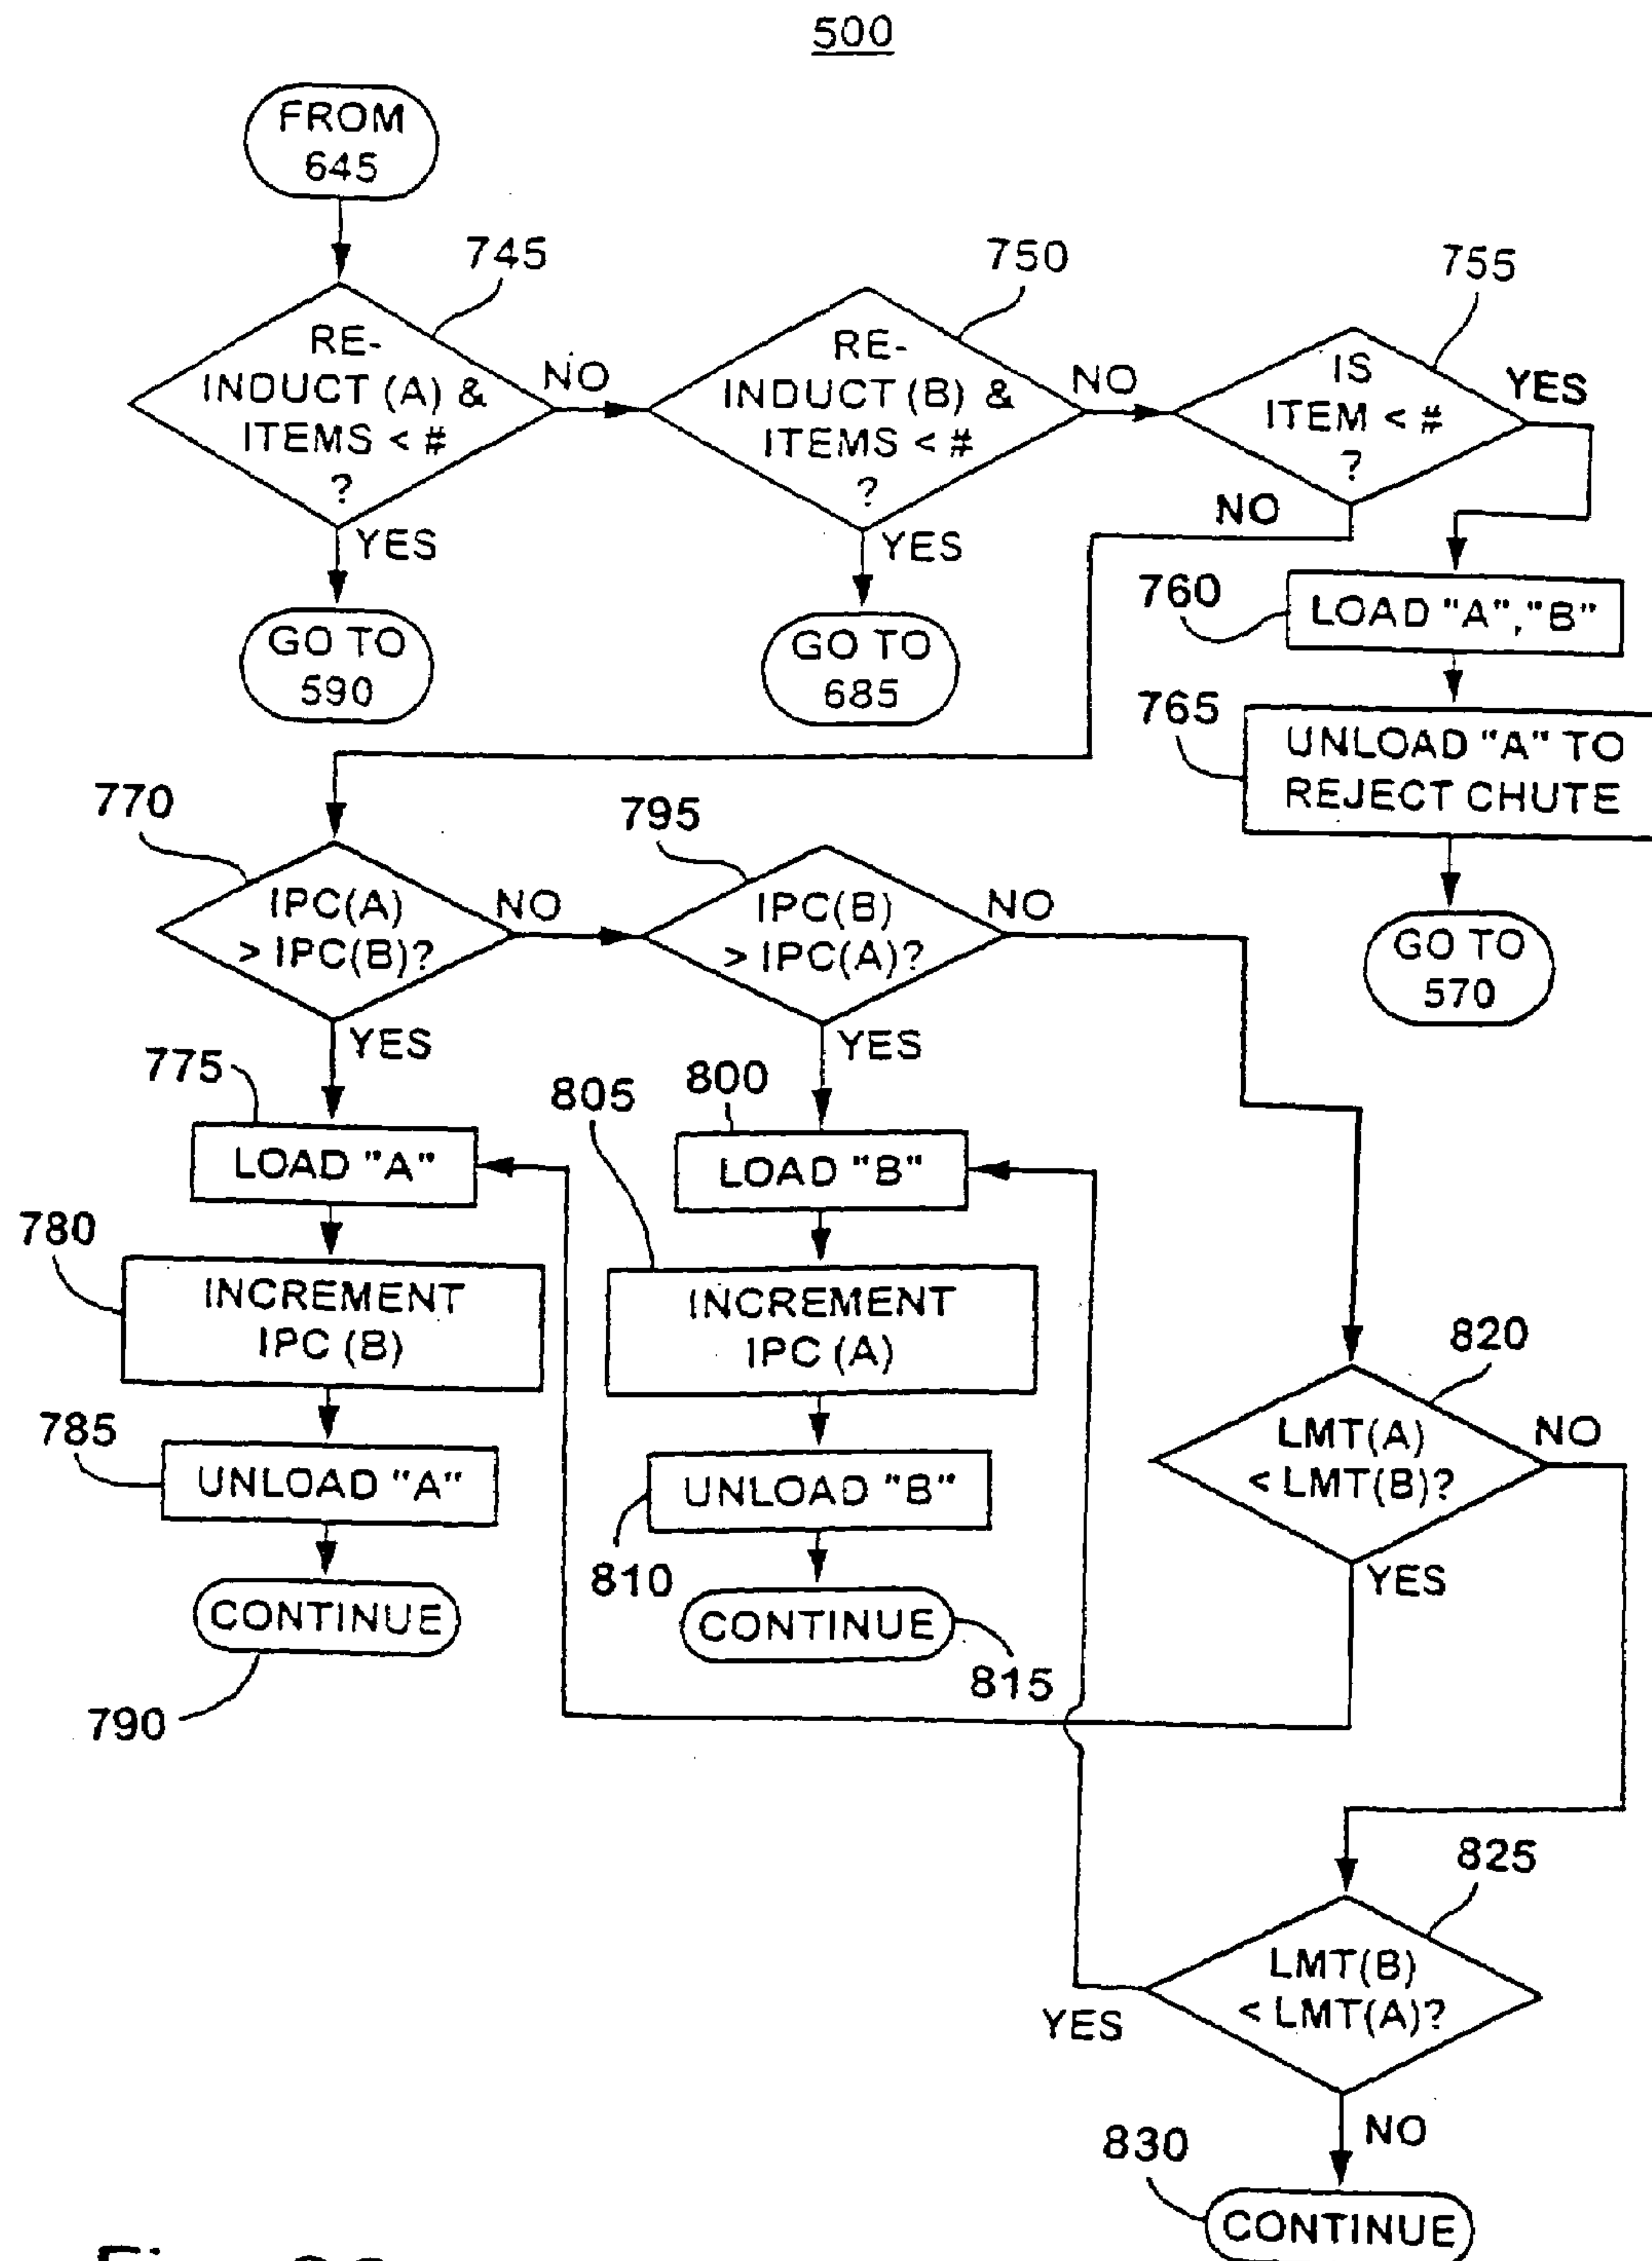 500
FROM
645
745
RE-
INDUCT (A) &
ITEMS < #
?
NO
YES
GO TO
590
750
RE-
INDUCT (B) &
ITEMS < #
?
NO
YES
GO TO
685
755
IS
ITEM < #
?
YES
NO
760
LOAD "A","B"
765
UNLOAD "A" TO
REJECT CHUTE
GO TO
570
770
IPC(A)
> IPC(B)?
NO
YES
795
IPC(B)
> IPC(A)?
NO
YES
775
LOAD "A"
780
INCREMENT
IPC (B)
785
UNLOAD "A"
CONTINUE
790
800
LOAD "B"
805
INCREMENT
IPC (A)
UNLOAD "B"
810
CONTINUE
815
820
LMT(A)
< LMT(B)?
NO
YES
825
LMT(B)
< LMT(A)?
YES
NO
830
CONTINUE